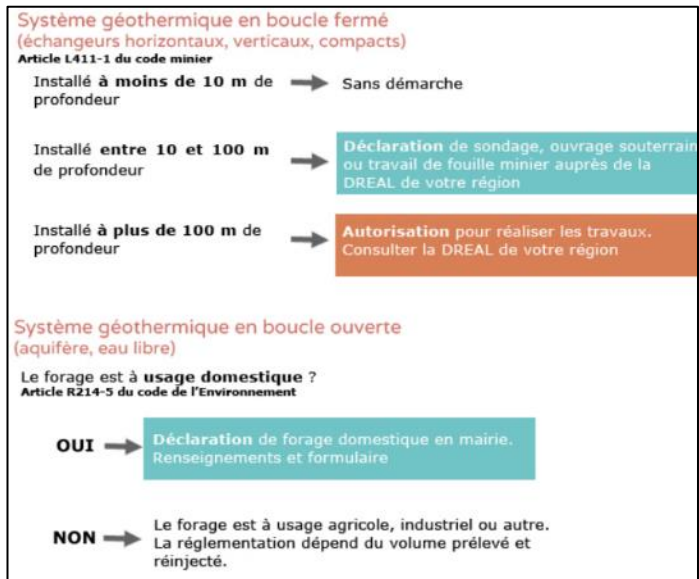 Système géothermique en boucle fermé
(échangeurs horizontaux, verticaux, compacts)
Article L411-1 du code minier
Installé à moins de 10 m de
profondeur
Sans démarche
Installé entre 10 et 100 m
de profondeur
Déclaration de sondage, ouvrage souterrain
ou travail de fouille minier auprès de la
DREAL de votre région
Installé à plus de 100 m de
profondeur
Autorisation pour réaliser les travaux.
Consulter la DREAL de votre région
Système géothermique en boucle ouverte
(aquifère, eau libre)
Le forage est à usage domestique ?
Article R214-5 du code de l'Environnement
OUI
Déclaration de forage domestique en mairie.
Renseignements et formulaire
NON
Le forage est à usage agricole, industriel ou autre.
La réglementation dépend du volume prélevé et
réinjecté.